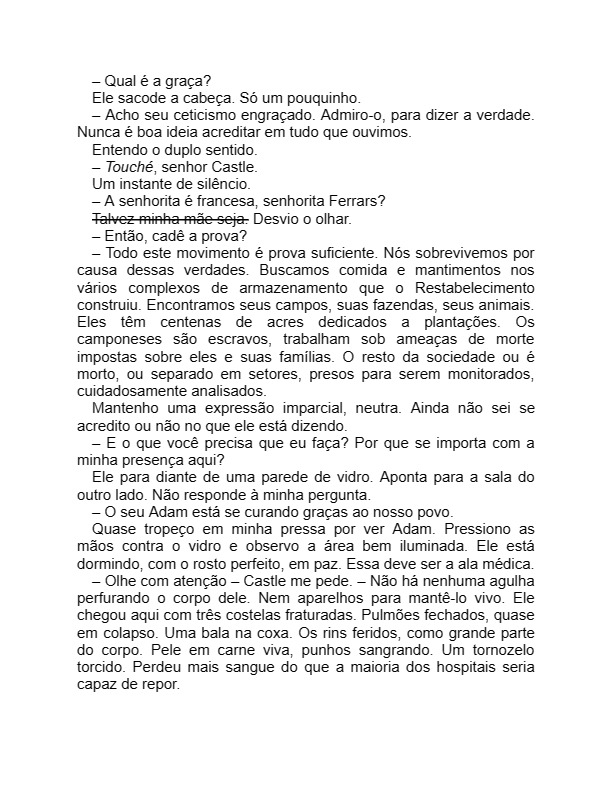 – Qual é a graça?
Ele sacode a cabeça. Só um pouquinho.
– Acho seu ceticismo engraçado. Admiro-o, para dizer a verdade.
Nunca é boa ideia acreditar em tudo que ouvimos.
Entendo o duplo sentido.
– Touché, senhor Castle.
Um instante de silêncio.
– A senhorita é francesa, senhorita Ferrars?
Talvez minha mãe seja. Desvio o olhar.
– Então, cadê a prova?
– Todo este movimento é prova suficiente. Nós sobrevivemos por
causa dessas verdades. Buscamos comida e mantimentos nos
vários complexos de armazenamento que o Restabelecimento
construiu. Encontramos seus campos, suas fazendas, seus animais.
Eles têm centenas de acres dedicados a plantações. Os
camponeses são escravos, trabalham sob ameaças de morte
impostas sobre eles e suas famílias. O resto da sociedade ou é
morto, ou separado em setores, presos para serem monitorados,
cuidadosamente analisados.
Mantenho uma expressão imparcial, neutra. Ainda não sei se
acredito ou não no que ele está dizendo.
– E o que você precisa que eu faça? Por que se importa com a
minha presença aqui?
Ele para diante de uma parede de vidro. Aponta para a sala do
outro lado. Não responde à minha pergunta.
– O seu Adam está se curando graças ao nosso povo.
Quase tropeço em minha pressa por ver Adam. Pressiono as
mãos contra o vidro e observo a área bem iluminada. Ele está
dormindo, com o rosto perfeito, em paz. Essa deve ser a ala médica.
– Olhe com atenção – Castle me pede. – Não há nenhuma agulha
perfurando o corpo dele. Nem aparelhos para mantê-lo vivo. Ele
chegou aqui com três costelas fraturadas. Pulmões fechados, quase
em colapso. Uma bala na coxa. Os rins feridos, como grande parte
do corpo. Pele em carne viva, punhos sangrando. Um tornozelo
torcido. Perdeu mais sangue do que a maioria dos hospitais seria
capaz de repor.